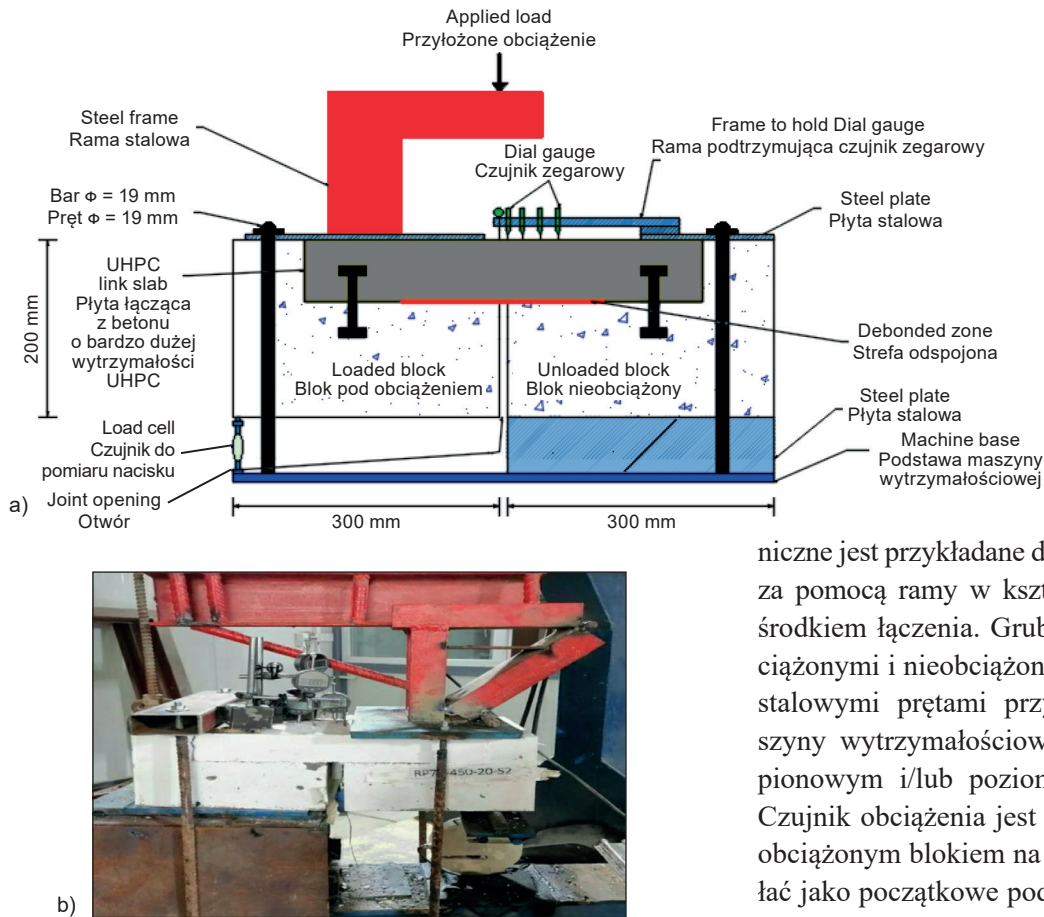 Applied load
Przyłożone obciążenie
Steel frame
Rama stalowa
Frame to hold Dial gauge
Rama podtrzymująca czujnik zegarowy
Dial gauge
Czujnik zegarowy
Bar Φ = 19 mm
Pręt Φ = 19 mm
Steel plate
Płyta stalowa
UHPC
link slab
Płyta łącząca
z betonu
o bardzo dużej
wytrzymałości
UHPC
200 mm
Debonded zone
Strefa odspojona
Loaded block
Blok pod obciążeniem
Unloaded block
Blok nieobciążony
Steel plate
Płyta stalowa
Load cell
Czujnik do
pomiaru nacisku
Machine base
Podstawa maszyny
wytrzymałościowej
Joint opening
Otwór
a)
300 mm
300 mm
b)
niczne jest przykładane d
za pomocą ramy w kszt
środkiem łączenia. Grub
ciążonymi i nieobciążon
stalowymi prętami przy
szyny wytrzymałościow
pionowym i/lub poziom
Czujnik obciążenia jest
obciążonym blokiem na
łać jako początkowe pod